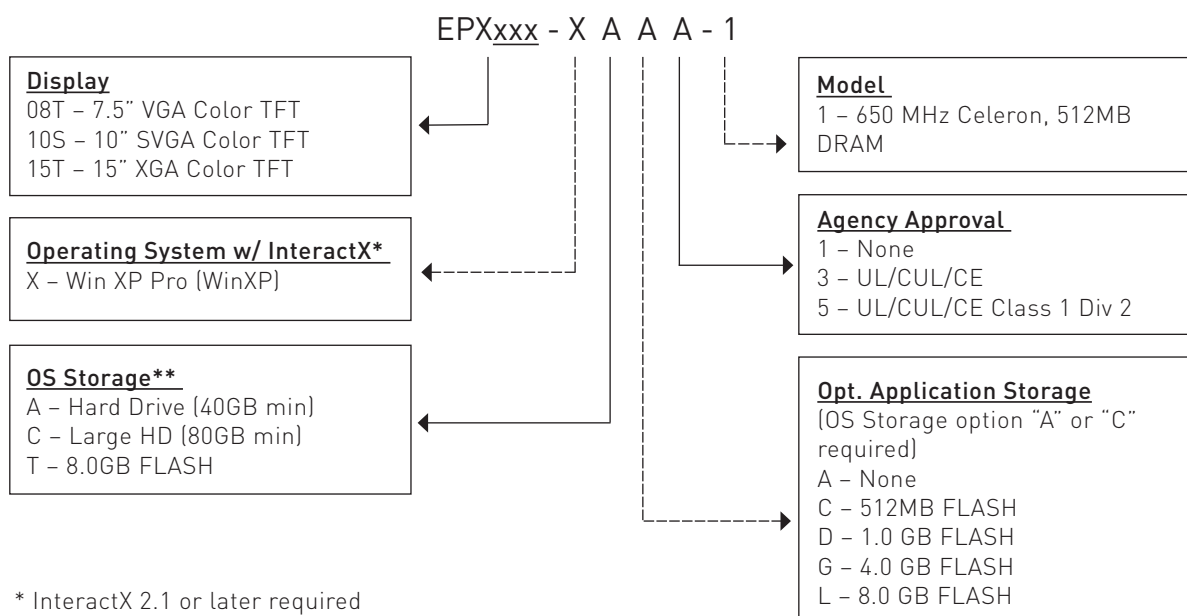 EPXxxx - X A A A - 1
Display
08T – 7.5” VGA Color TFT
10S – 10” SVGA Color TFT
15T – 15” XGA Color TFT
Operating System w/ InteractX*
X – Win XP Pro (WinXP)
OS Storage**
A – Hard Drive (40GB min)
C – Large HD (80GB min)
T – 8.0GB FLASH
* InteractX 2.1 or later required
Model
1 – 650 MHz Celeron, 512MB
DRAM
Agency Approval
1 – None
3 – UL/CUL/CE
5 – UL/CUL/CE Class 1 Div 2
Opt. Application Storage
(OS Storage option “A” or “C”
required)
A – None
C – 512MB FLASH
D – 1.0 GB FLASH
G – 4.0 GB FLASH
L – 8.0 GB FLASH